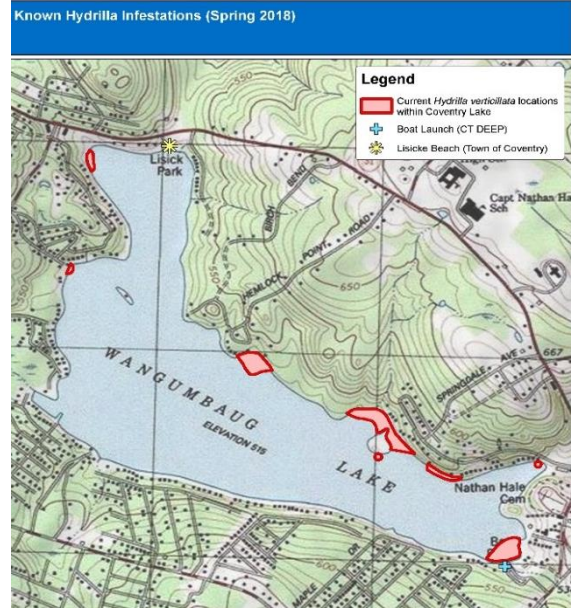 Known Hydrilla Infestations (Spring 2018)
Legend
Current Hydrilla verticillata locations
within Coventry Lake
Boat Launch (CT DEEP)
Lisicke Beach (Town of Coventry)
550
Lisick
Park
Capt Nathan Ha
Sch
BIRCH BEND
HEMLOCK POINT ROAD
550
650
667
SPRINGDALE AVE
WANGUMBAUG
ELEVATION 515
LAKE
Nathan Hale
Cem
550